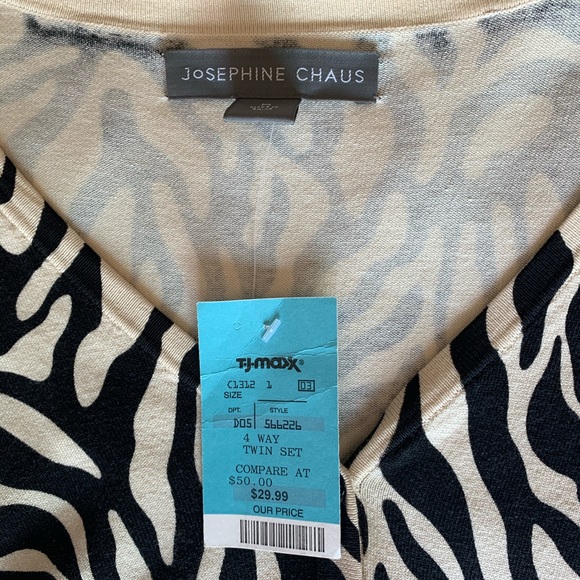 JoSEPHINE CHAUS
T·J·maxx®
C1312 1 03
SIZE
DPT. STYLE
D05 566226
4 WAY
TWIN SET
COMPARE AT
$50.00
$29.99
OUR PRICE